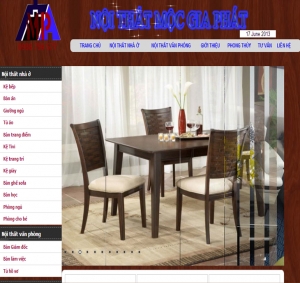 NỘI THẤT MỘC GIA PHÁT
17 June 2013
TRANG CHỦ NỘI THẤT NHÀ Ở NỘI THẤT VĂN PHÒNG GIỚI THIỆU PHONG THỦY TƯ VẤN LIÊN HỆ
Nội thất nhà ở
Kệ bếp
Bàn ăn
Giường ngủ
Tủ áo
Bàn trang điểm
Kệ Tivi
Kệ trang trí
Kệ giày
Bàn ghế sofa
Bàn học
Phòng ngủ
Phòng cho bé
Nội thất văn phòng
Bàn Giám đốc
Bàn làm việc
Tủ hồ sơ